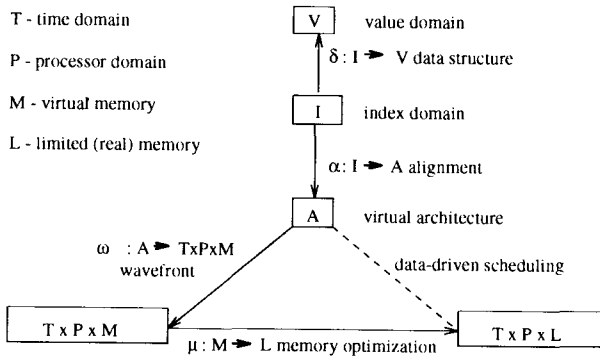 T - time domain
P - processor domain
M - virtual memory
L - limited (real) memory
V value domain
δ : I → V data structure
I index domain
α : I → A alignment
A virtual architecture
ω : A → TxPxM
wavefront
data-driven scheduling
T x P x M
μ : M → L memory optimization
T x P x L